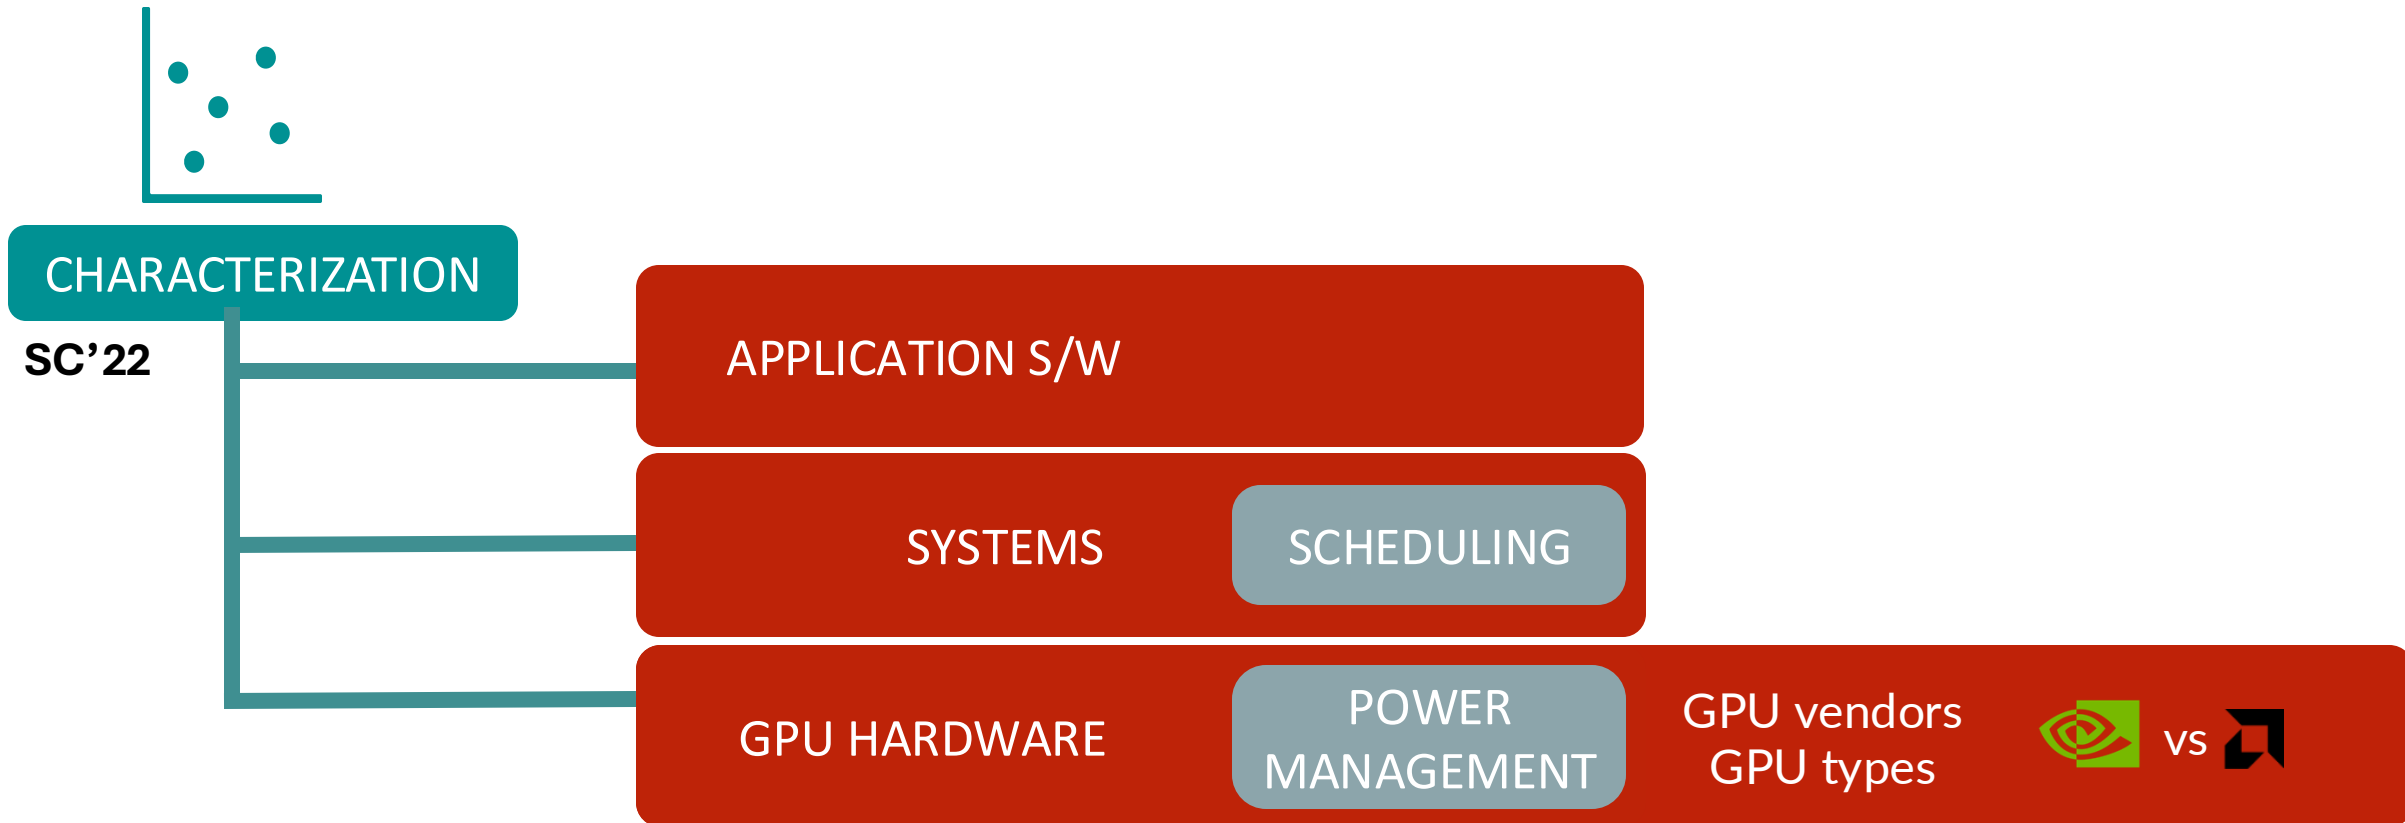 CHARACTERIZATION
SC’22
APPLICATION S/W
SYSTEMS
SCHEDULING
GPU HARDWARE
POWER
MANAGEMENT
GPU vendors
GPU types
vs